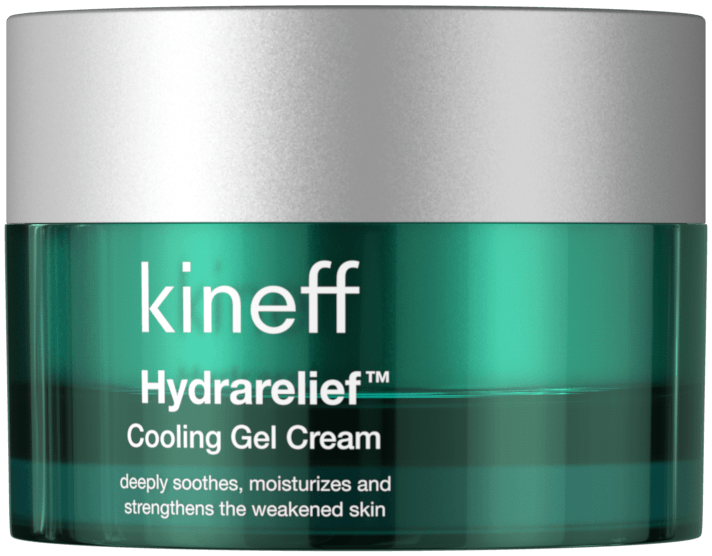 kineff
Hydrarelief™
Cooling Gel Cream
deeply soothes, moisturizes and
strengthens the weakened skin